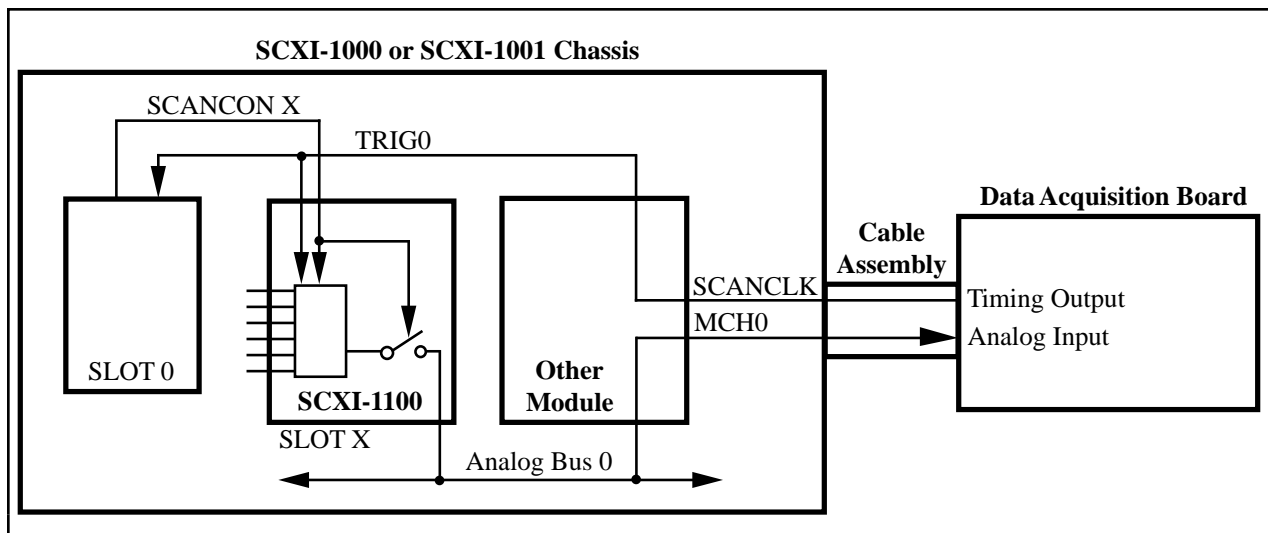 SCXI-1000 or SCXI-1001 Chassis
SCANCON X
TRIG0
SLOT 0
SCXI-1100
SLOT X
Other
Module
Analog Bus 0
SCANCLK
MCH0
Cable
Assembly
Data Acquisition Board
Timing Output
Analog Input